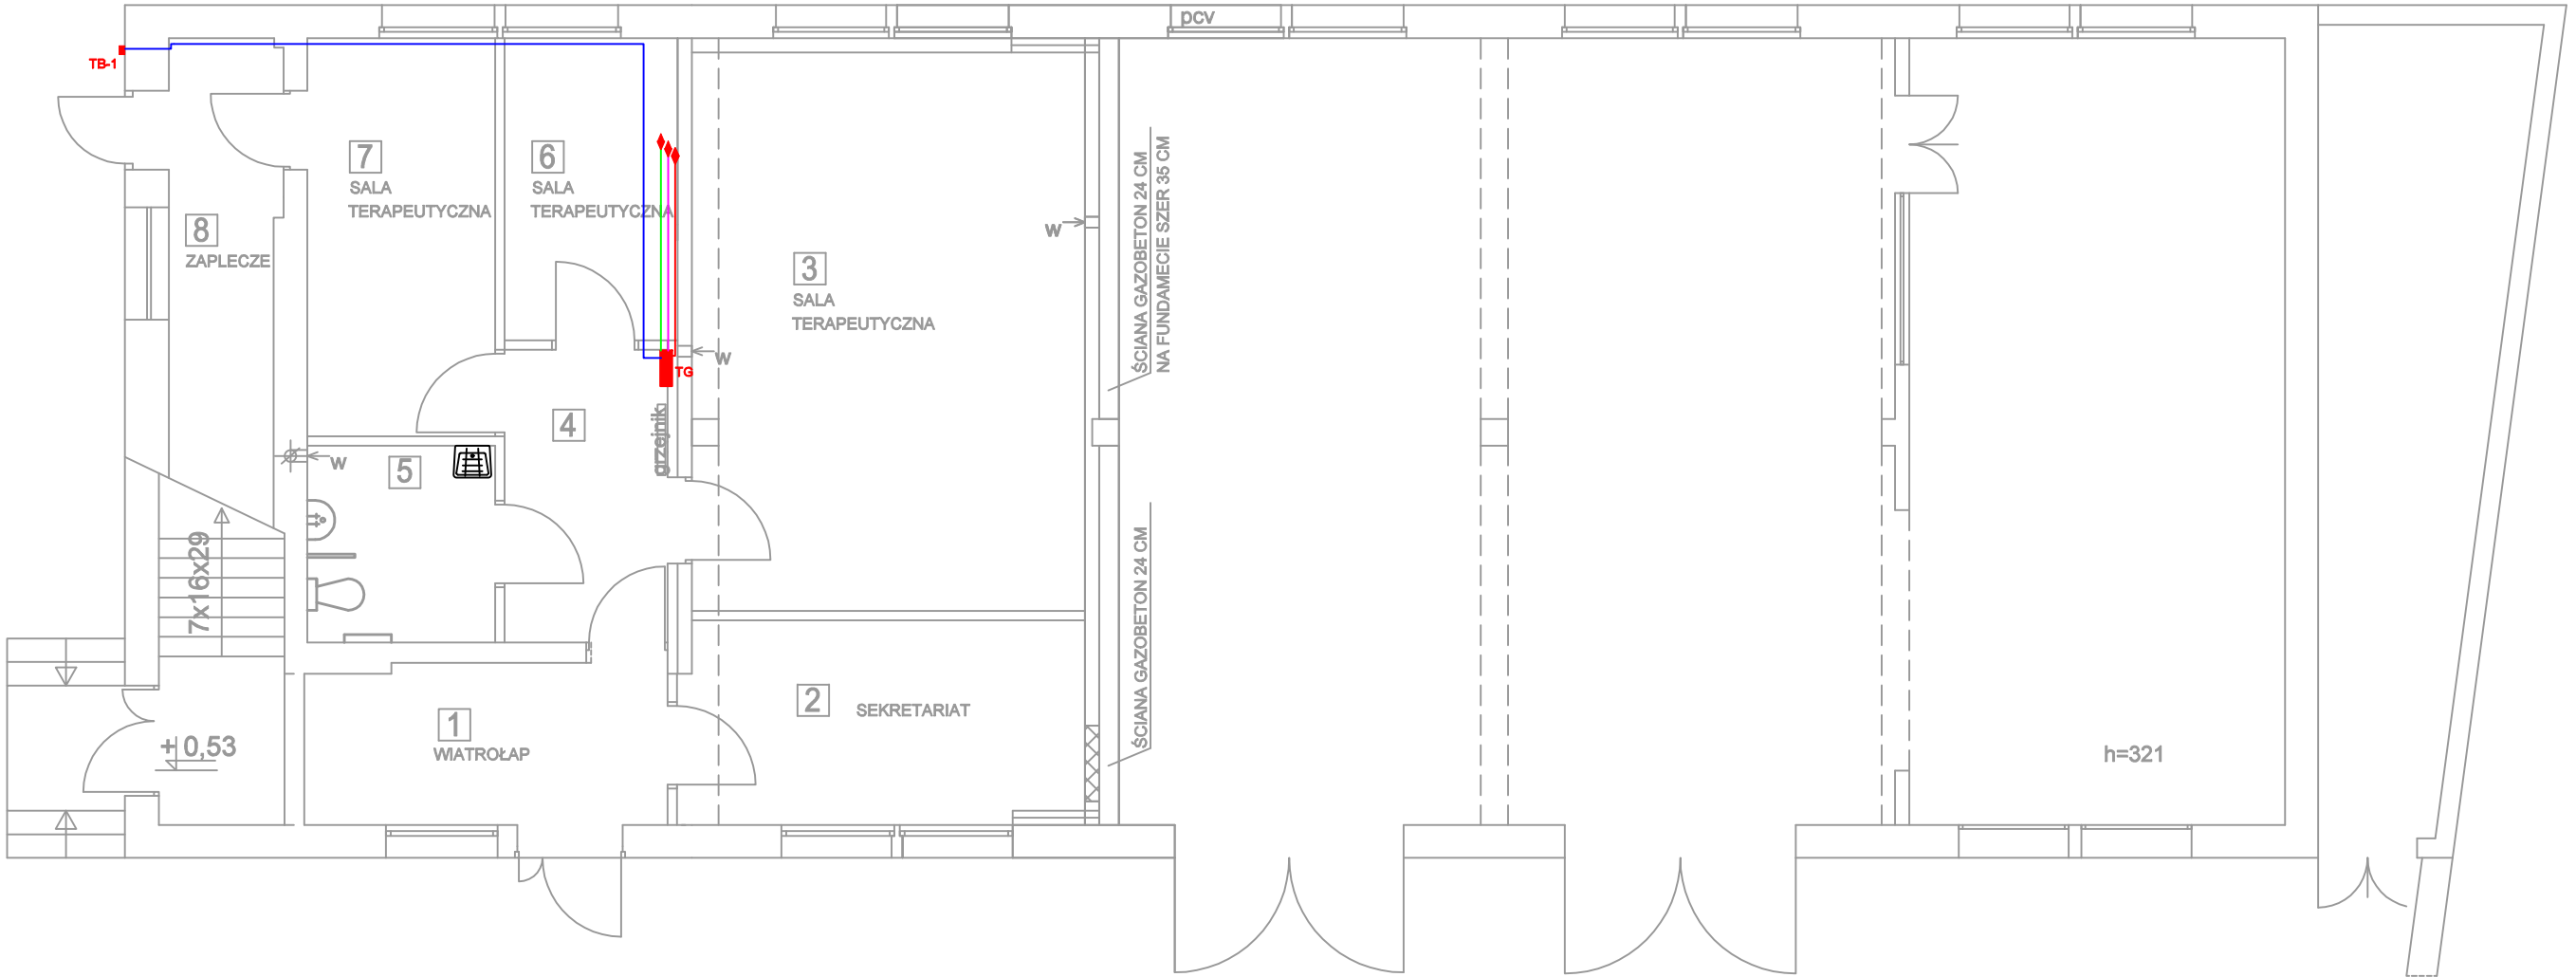 pcv
TB-1
7
SALA
TERAPEUTYCZNA
6
SALA
TERAPEUTYCZNA
8
ZAPLECZE
3
SALA
TERAPEUTYCZNA
W
ŚCIANA GAZOBETON 24 CM
NA FUNDAMECIE SZER 35 CM
W
TG
grzejnik
4
W
5
7x16x29
ŚCIANA GAZOBETON 24 CM
2
SEKRETARIAT
1
WIATROŁAP
+ 0,53
h=321